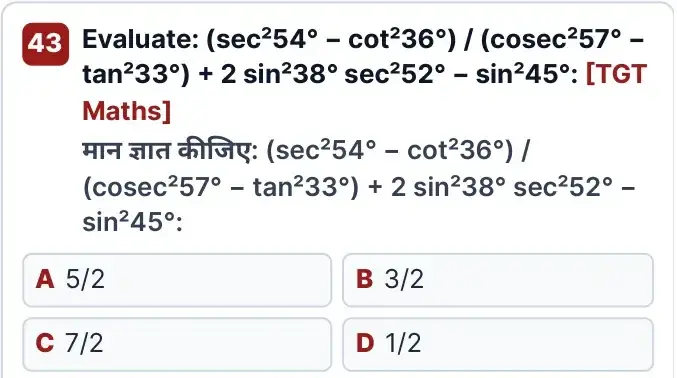 43 Evaluate: (sec²54° − cot²36°) / (cosec²57° −
tan²33°) + 2 sin²38° sec²52° − sin²45°: [TGT
Maths]
मान ज्ञात कीजिए: (sec²54° − cot²36°) /
(cosec²57° − tan²33°) + 2 sin²38° sec²52° −
sin²45°:
A 5/2
B 3/2
C 7/2
D 1/2